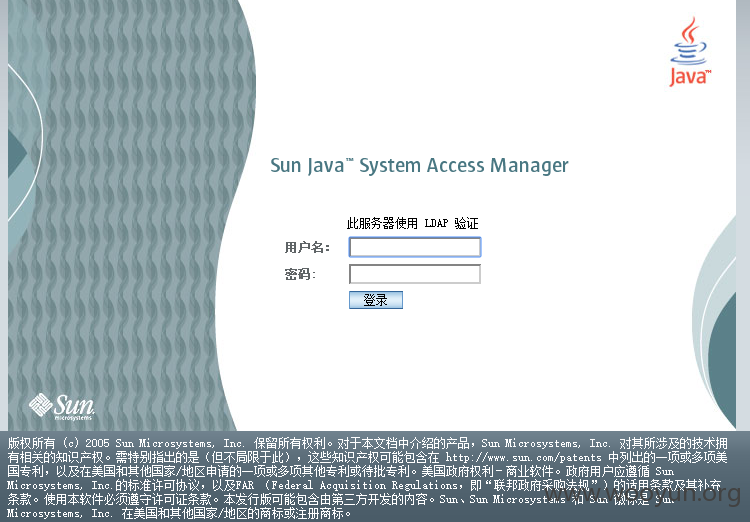 Java™
Sun Java™ System Access Manager
此服务器使用 LDAP 验证
用户名：
密码：
登录
Sun
microsystems
版权所有 (c) 2005 Sun Microsystems, Inc. 保留所有权利。对于本文档中介绍的产品，Sun Microsystems, Inc. 对其所涉及的技术拥
有相关的知识产权。需特别指出的是（但不局限于此），这些知识产权可能包含在 http://www.sun.com/patents 中列出的一项或多项美
国专利，以及在美国和其他国家/地区申请的一项或多项其他专利或待批专利。美国政府权利－商业软件。政府用户应遵循 Sun
Microsystems, Inc.的标准许可协议，以及FAR （Federal Acquisition Regulations，即“联邦政府采购法规”）的适用条款及其补充
条款。使用本软件必须遵守许可证条款。本发行版可能包含由第三方开发的内容。Sun、Sun Microsystems 和 Sun 徽标是 Sun
Microsystems, Inc. 在美国和其他国家/地区的商标或注册商标。
www.wooyun.org